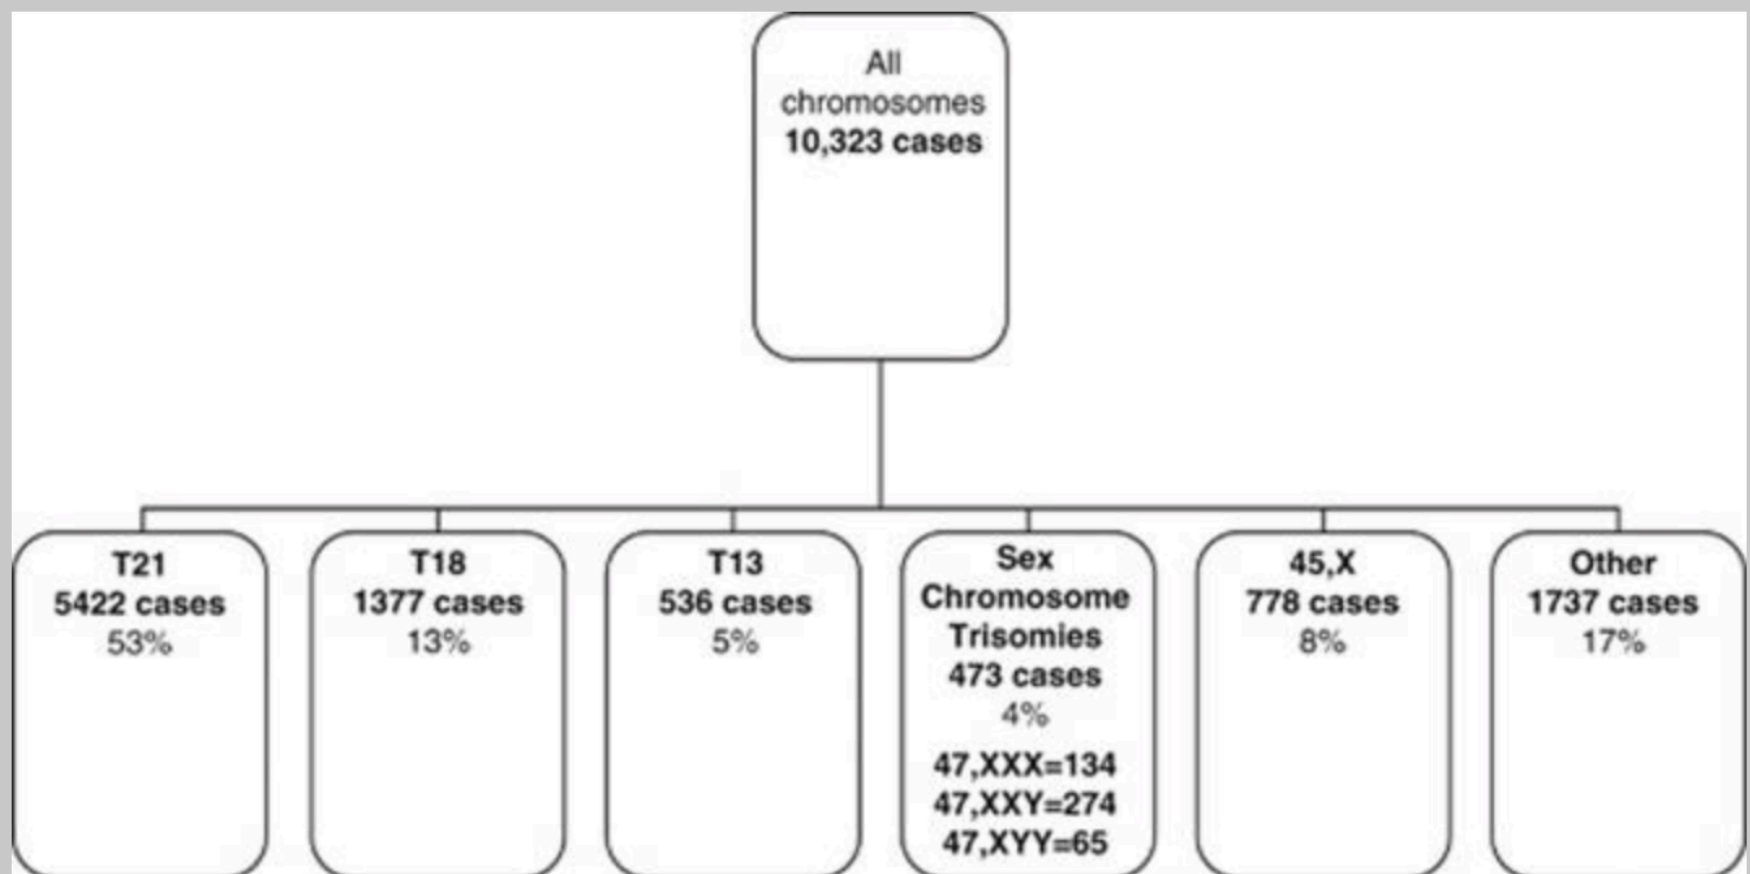 All
chromosomes
10,323 cases
T21
5422 cases
53%
T18
1377 cases
13%
T13
536 cases
5%
Sex
Chromosome
Trisomies
473 cases
4%
47,XXX=134
47,XXY=274
47,XYY=65
45,X
778 cases
8%
Other
1737 cases
17%